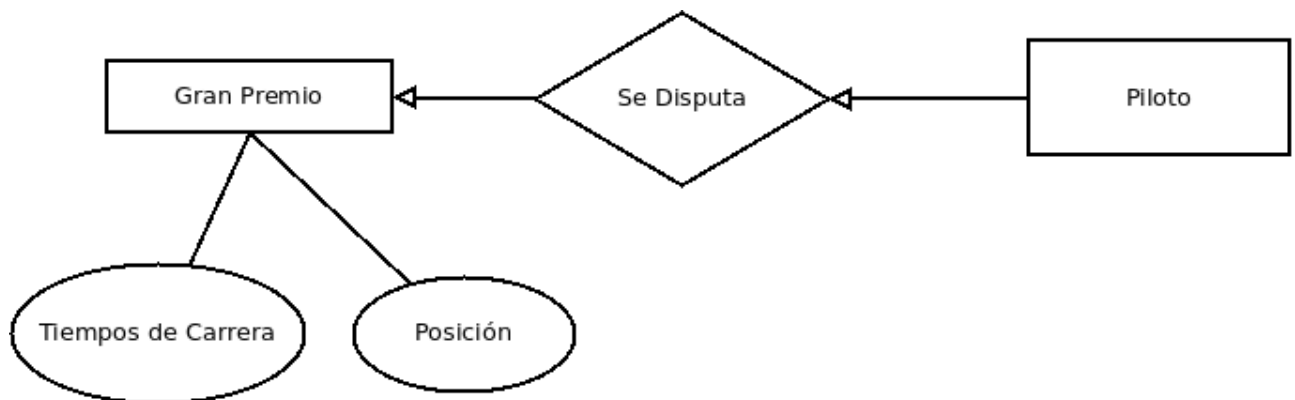 Gran Premio
Se Disputa
Piloto
Tiempos de Carrera
Posición